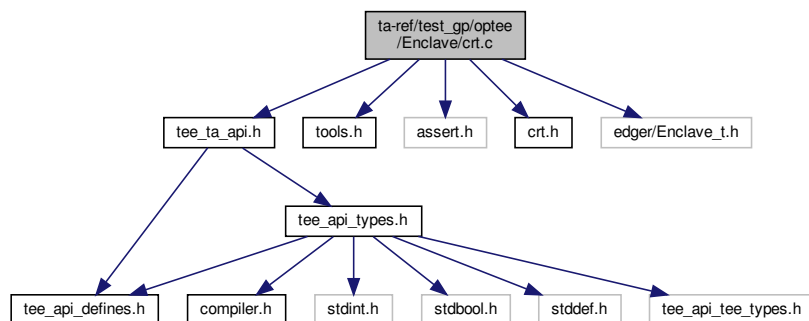 ta-ref/test_gp/optee
/Enclave/crt.c
tee_ta_api.h
tools.h
assert.h
crt.h
edger/Enclave_t.h
tee_api_types.h
tee_api_defines.h
compiler.h
stdint.h
stdbool.h
stddef.h
tee_api_tee_types.h